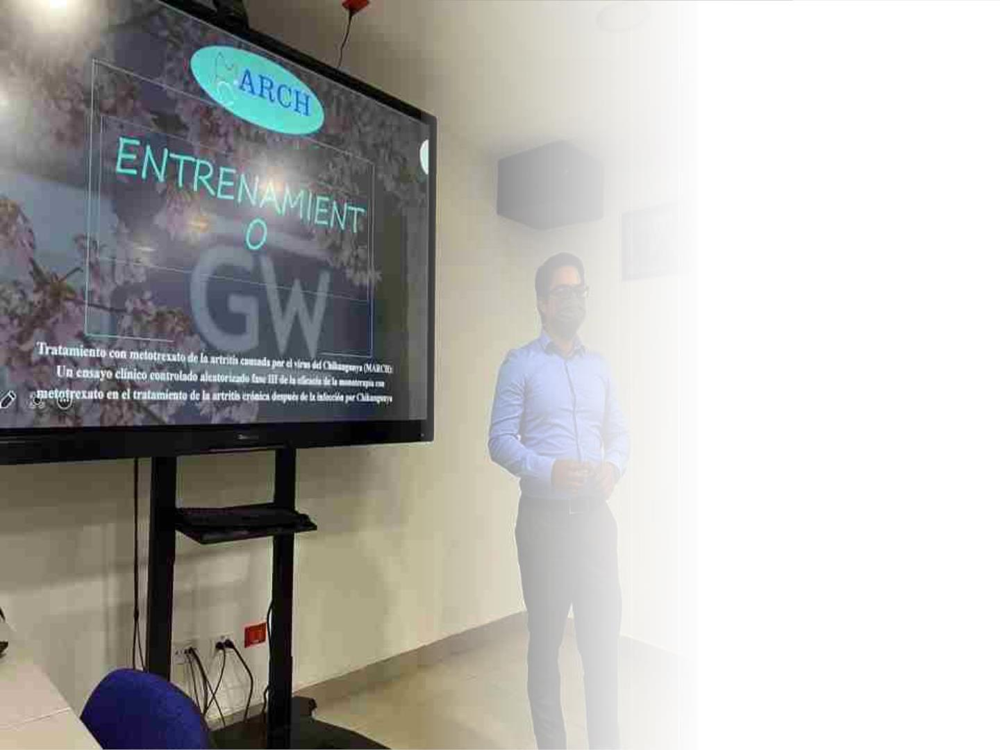 MARCH
ENTRENAMIENT
O
GW
Tratamiento con metotrexato de la artritis causada por el virus del Chikungunya (MARCH):
Un ensayo clínico controlado aleatorizado fase III de la eficacia de la monoterapia con
metotrexato en el tratamiento de la artritis crónica después de la infección por Chikungunya